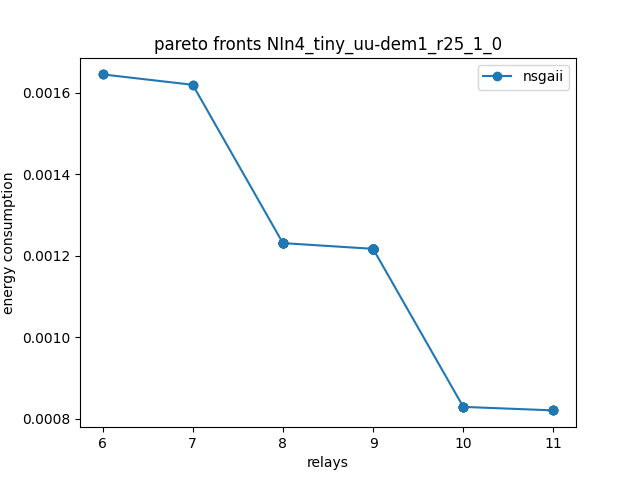 pareto fronts NIn4_tiny_uu-dem1_r25_1_0
nsgaii
0.0016
0.0014
0.0012
0.0010
0.0008
energy consumption
6 7 8 9 10 11
relays